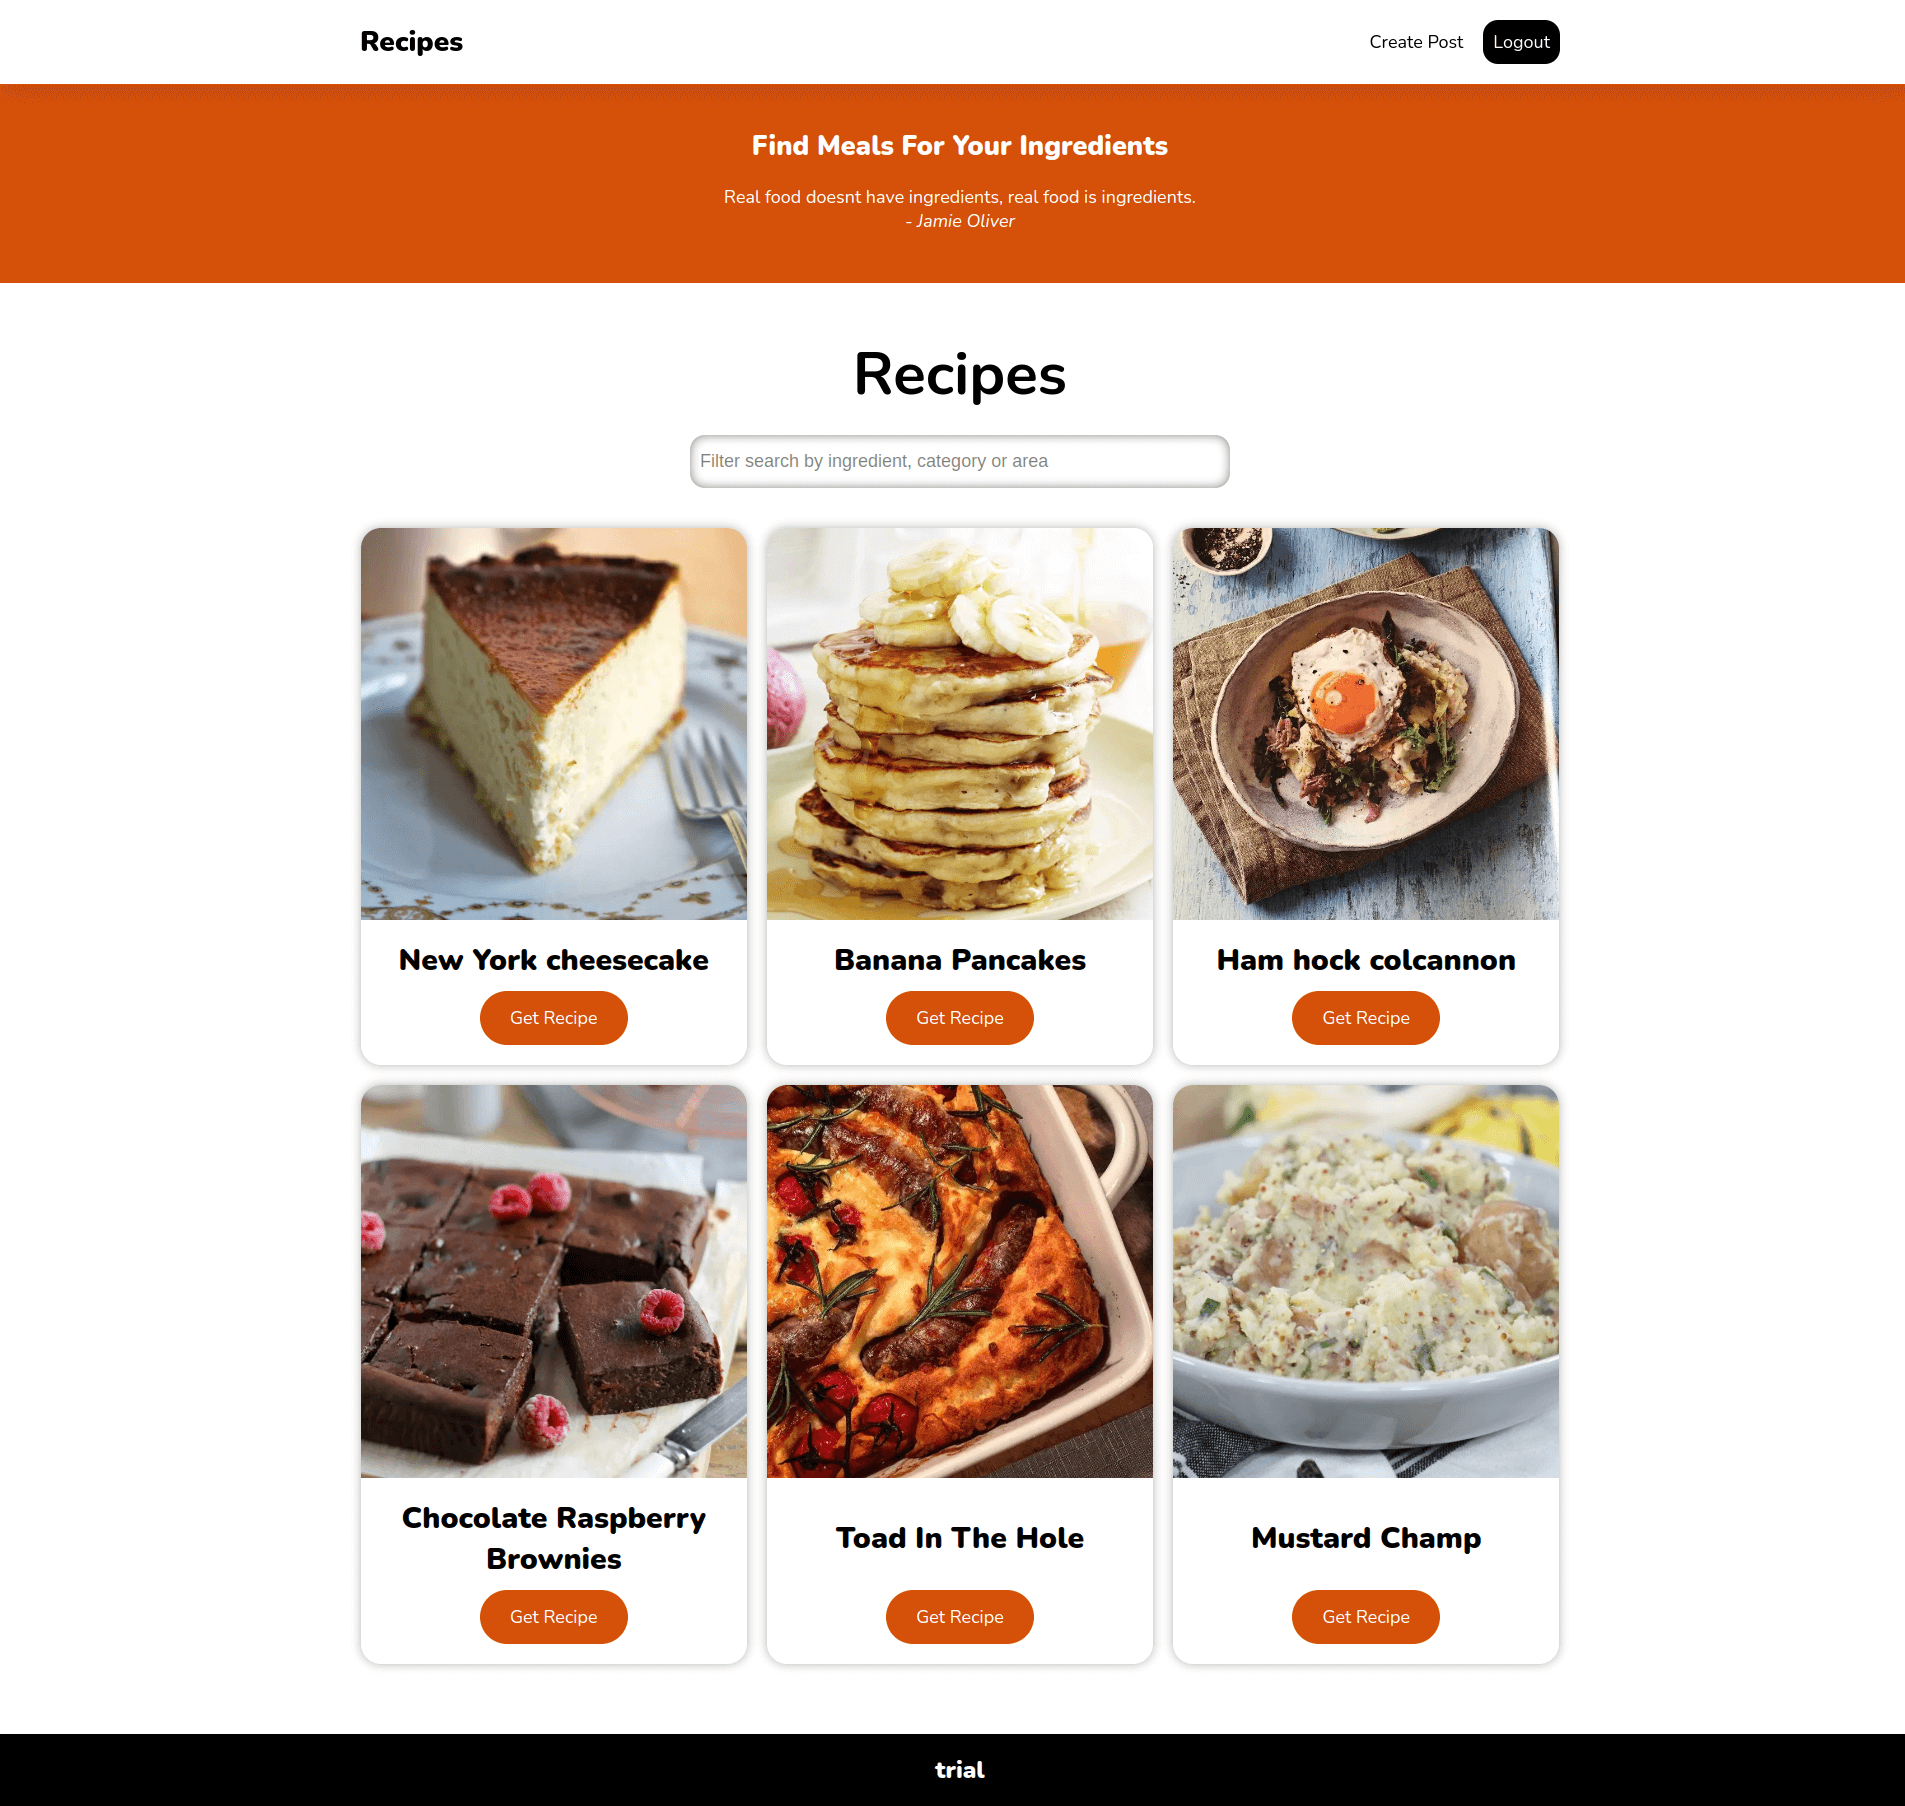 Recipes
Create Post
Logout
Find Meals For Your Ingredients
Real food doesnt have ingredients, real food is ingredients.
- Jamie Oliver
Recipes
Filter search by ingredient, category or area
New York cheesecake
Get Recipe
Banana Pancakes
Get Recipe
Ham hock colcannon
Get Recipe
Chocolate Raspberry
Brownies
Get Recipe
Toad In The Hole
Get Recipe
Mustard Champ
Get Recipe
trial